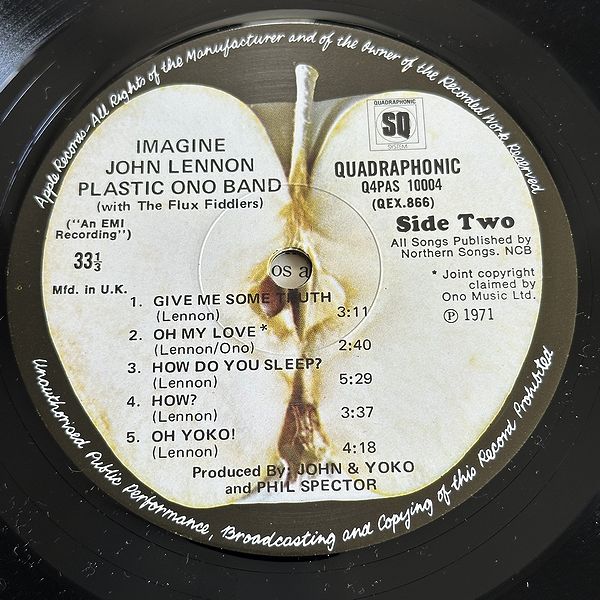 Apple Records-All Rights of the Manufacturer and of the Owner of the Recorded Work Reserved
IMAGINE
JOHN LENNON
PLASTIC ONO BAND
(with The Flux Fiddlers)
("An EMI
Recording")
33⅓
Mfd. in U.K.
QUADRAPHONIC
SQ
SYSTEM
QUADRAPHONIC
Q4PAS 10004
(QEX.866)
Side Two
All Songs Published by
Northern Songs. NCB
* Joint copyright
claimed by
Ono Music Ltd.
℗ 1971
os a
1. GIVE ME SOME TRUTH
(Lennon) 3:11
2. OH MY LOVE *
(Lennon/Ono) 2:40
3. HOW DO YOU SLEEP?
(Lennon) 5:29
4. HOW?
(Lennon) 3:37
5. OH YOKO!
(Lennon) 4:18
Produced By: JOHN & YOKO
and PHIL SPECTOR
Unauthorised Public Performance, Broadcasting and Copying of this Record Prohibited